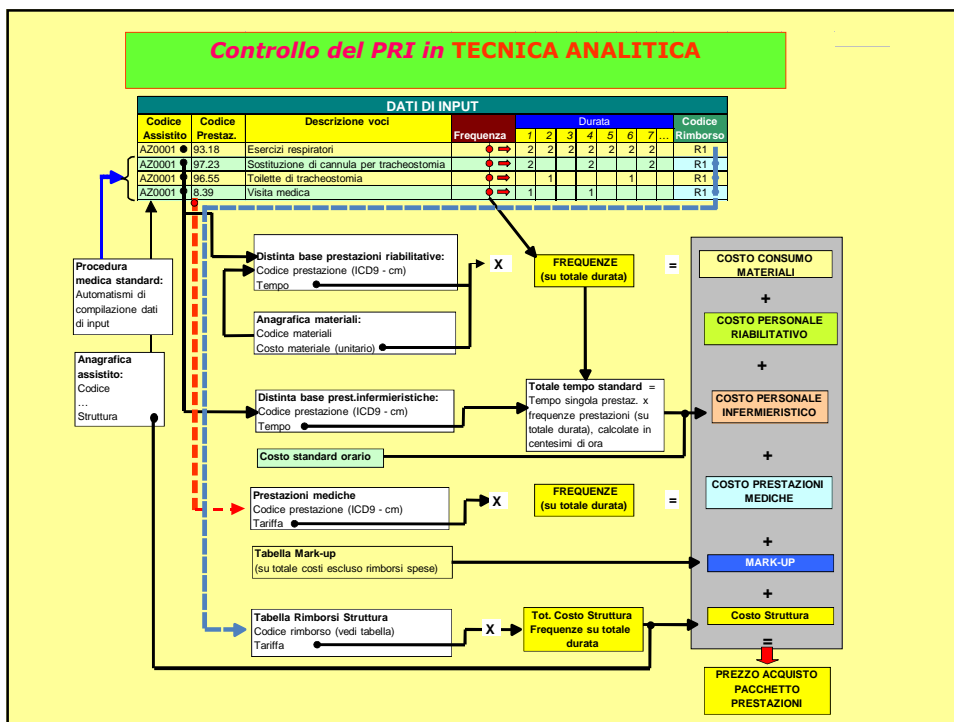 Controllo del PRI in TECNICA ANALITICA
DATI DI INPUT
Codice Assistito Codice Prestaz. Descrizione voci Frequenza Durata Codice Rimborso
1 2 3 4 5 6 7 ...
AZ0001 93.18 Esercizi respiratori 2 2 2 2 2 2 2 R1
AZ0001 97.23 Sostituzione di cannula per tracheostomia 2 2 2 R1
AZ0001 96.55 Toilette di tracheostomia 1 1 R1
AZ0001 8.39 Visita medica 1 1 R1
Procedura
medica standard:
Automatismi di
compilazione dati
di input
Anagrafica
assistito:
Codice
...
Struttura
Distinta base prestazioni riabilitative:
Codice prestazione (ICD9 - cm)
Tempo
X
FREQUENZE
(su totale durata)
=
Anagrafica materiali:
Codice materiali
Costo materiale (unitario)
Distinta base prest.infermieristiche:
Codice prestazione (ICD9 - cm)
Tempo
Totale tempo standard =
Tempo singola prestaz. x
frequenze prestazioni (su
totale durata), calcolate in
centesimi di ora
Costo standard orario
Prestazioni mediche
Codice prestazione (ICD9 - cm)
Tariffa
X
FREQUENZE
(su totale durata)
=
Tabella Mark-up
(su totale costi escluso rimborsi spese)
Tabella Rimborsi Struttura
Codice rimborso (vedi tabella)
Tariffa
X
Tot. Costo Struttura
Frequenze su totale
durata
COSTO CONSUMO
MATERIALI
+
COSTO PERSONALE
RIABILITATIVO
+
COSTO PERSONALE
INFERMIERISTICO
+
COSTO PRESTAZIONI
MEDICHE
+
MARK-UP
+
Costo Struttura
=
PREZZO ACQUISTO
PACCHETTO
PRESTAZIONI